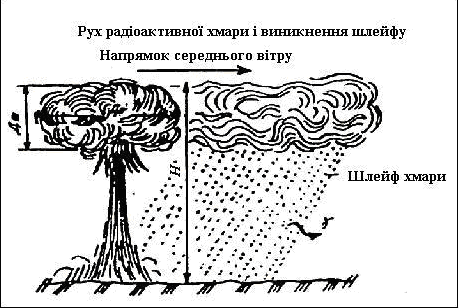 Рух радіоактивної хмари і виникнення шлейфу
Напрямок середнього вітру
Н
Шлейф хмари
γ